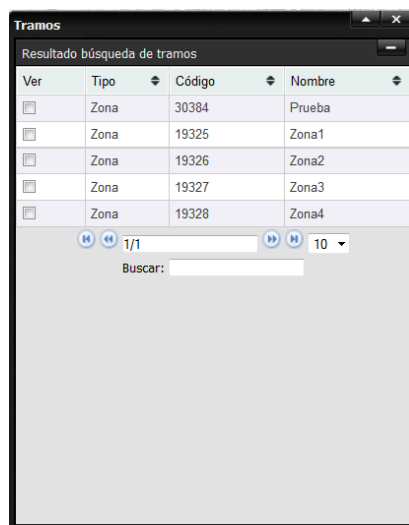 Tramos
Resultado búsqueda de tramos
Ver Tipo Código Nombre
Zona 30384 Prueba
Zona 19325 Zona1
Zona 19326 Zona2
Zona 19327 Zona3
Zona 19328 Zona4
1/1 10
Buscar: